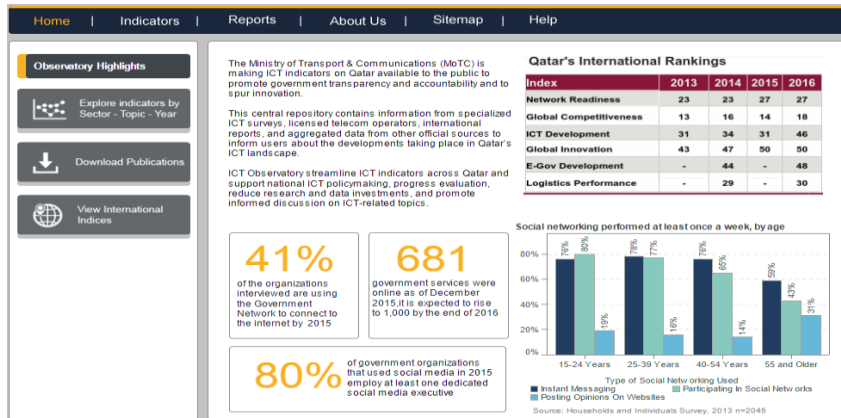 Home | Indicators | Reports | About Us | Sitemap | Help
Observatory Highlights
Explore indicators by
Sector - Topic - Year
Download Publications
View International
Indices
The Ministry of Transport & Communications (MoTC) is
making ICT indicators on Qatar available to the public to
promote government transparency and accountability and to
spur innovation.
This central repository contains information from specialized
ICT surveys, licensed telecom operators, international
reports, and aggregated data from other official sources to
inform users about the developments taking place in Qatar's
ICT landscape.
ICT Observatory streamline ICT indicators across Qatar and
support national ICT policymaking, progress evaluation,
reduce research and data investments, and promote
informed discussion on ICT-related topics.
41%
of the organizations
interviewed are using
the Government
Network to connect to
the internet by 2015
681
government services were
online as of December
2015,it is expected to rise
to 1,000 by the end of 2016
80%
of government organizations
that used social media in 2015
employ at least one dedicated
social media executive
Qatar's International Rankings
Index 2013 2014 2015 2016
Network Readiness 23 23 27 27
Global Competitiveness 13 16 14 18
ICT Development 31 34 31 46
Global Innovation 43 47 50 50
E-Gov Development - 44 - 48
Logistics Performance - 29 - 30
Social networking performed at least once a week, by age
80%
60%
40%
20%
0%
76% 80% 19%
78% 77% 16%
76% 65% 14%
59% 43% 31%
15-24 Years 25-39 Years 40-54 Years 55 and Older
Type of Social Networking Used
Instant Messaging Participating In Social Networks
Posting Opinions On Websites
Source: Households and Individuals Survey, 2013 n=2045